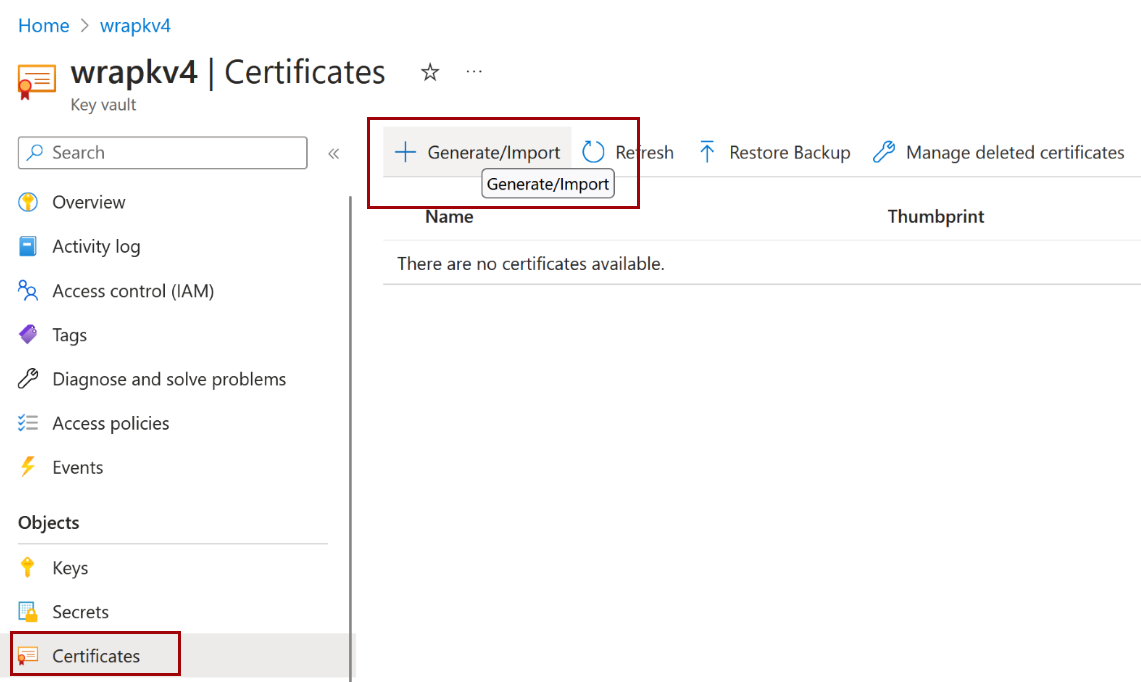 Home > wrapkv4
wrapkv4 | Certificates ...
Key vault
Search «
Generate/Import Refresh Restore Backup Manage deleted certificates
Generate/Import
Name Thumbprint
There are no certificates available.
Overview
Activity log
Access control (IAM)
Tags
Diagnose and solve problems
Access policies
Events
Objects
Keys
Secrets
Certificates